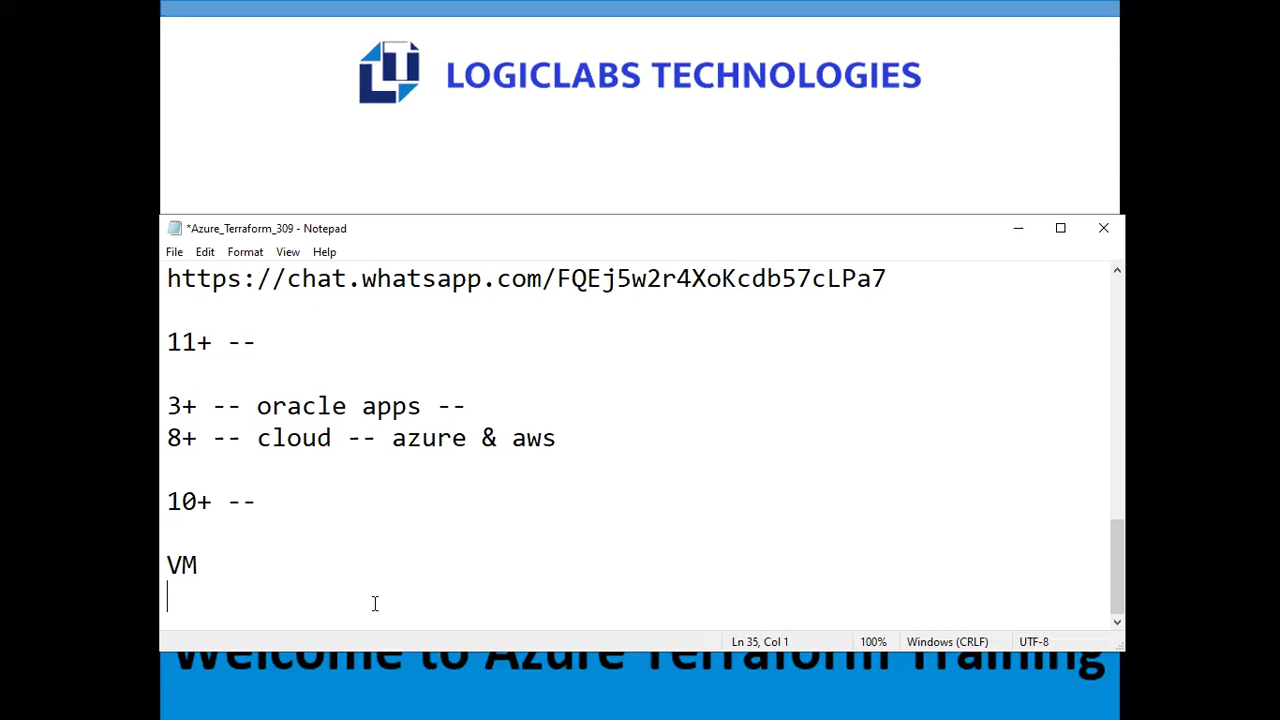 LOGICLABS TECHNOLOGIES
*Azure_Terraform_309 - Notepad
File Edit Format View Help
https://chat.whatsapp.com/FQEj5w2r4XoKcdb57cLPa7
11+ --
3+ -- oracle apps --
8+ -- cloud -- azure & aws
10+ --
VM
Ln 35, Col 1 100% Windows (CRLF) UTF-8
Welcome to Azure Terraform Training